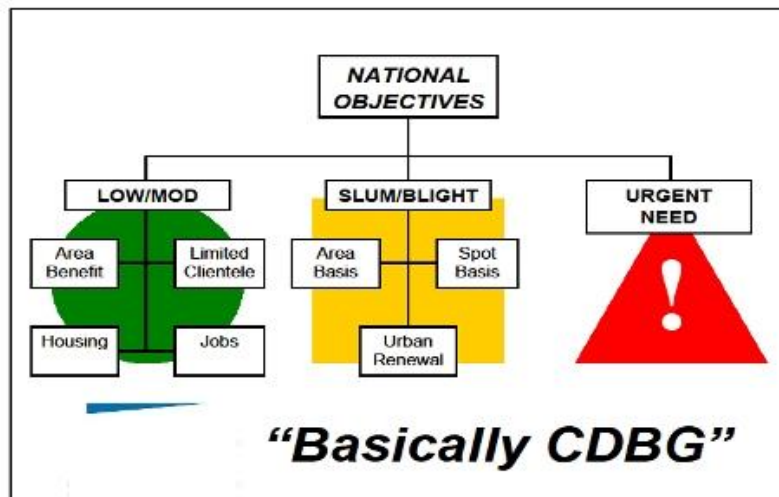 NATIONAL
OBJECTIVES
LOW/MOD
SLUM/BLIGHT
URGENT
NEED
Area
Benefit
Limited
Clientele
Area
Basis
Spot
Basis
!
Housing
Jobs
Urban
Renewal
“Basically CDBG”